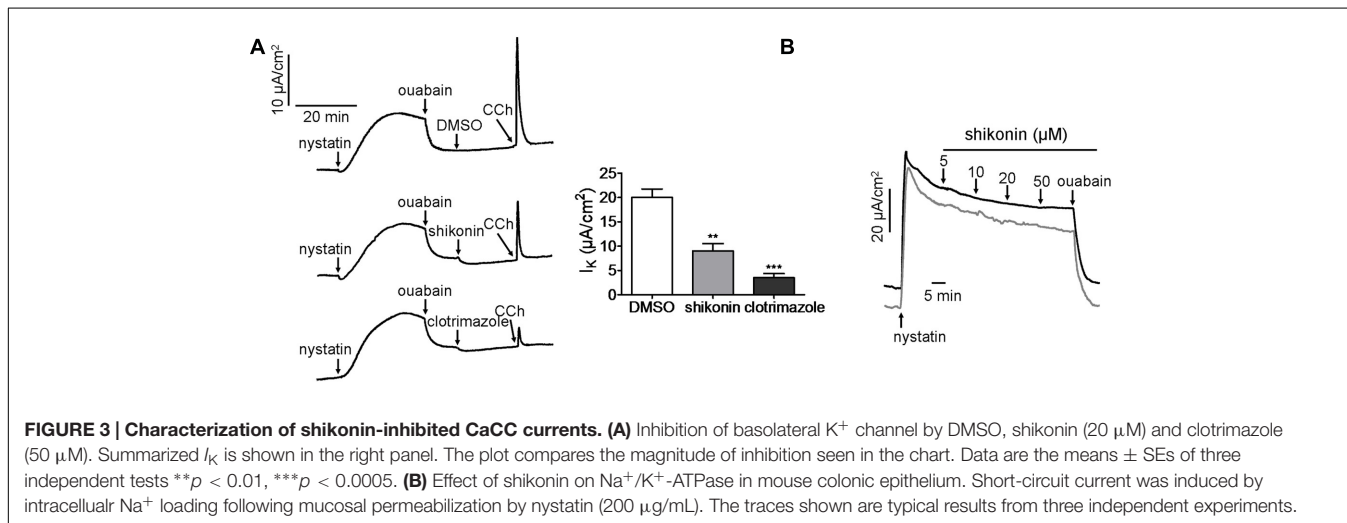 A
B
10 µA/cm²
20 min
nystatin
ouabain
DMSO
CCh
nystatin
ouabain
shikonin
CCh
nystatin
ouabain
clotrimazole
CCh
I_K (µA/cm²)
25
20
15
10
5
0
**
***
DMSO shikonin clotrimazole
shikonin (µM)
5
10
20
50
ouabain
20 µA/cm²
5 min
nystatin
FIGURE 3 | Characterization of shikonin-inhibited CaCC currents. (A) Inhibition of basolateral K⁺ channel by DMSO, shikonin (20 µM) and clotrimazole
(50 µM). Summarized I_K is shown in the right panel. The plot compares the magnitude of inhibition seen in the chart. Data are the means ± SEs of three
independent tests **p < 0.01, ***p < 0.0005. (B) Effect of shikonin on Na⁺/K⁺-ATPase in mouse colonic epithelium. Short-circuit current was induced by
intracellualr Na⁺ loading following mucosal permeabilization by nystatin (200 µg/mL). The traces shown are typical results from three independent experiments.